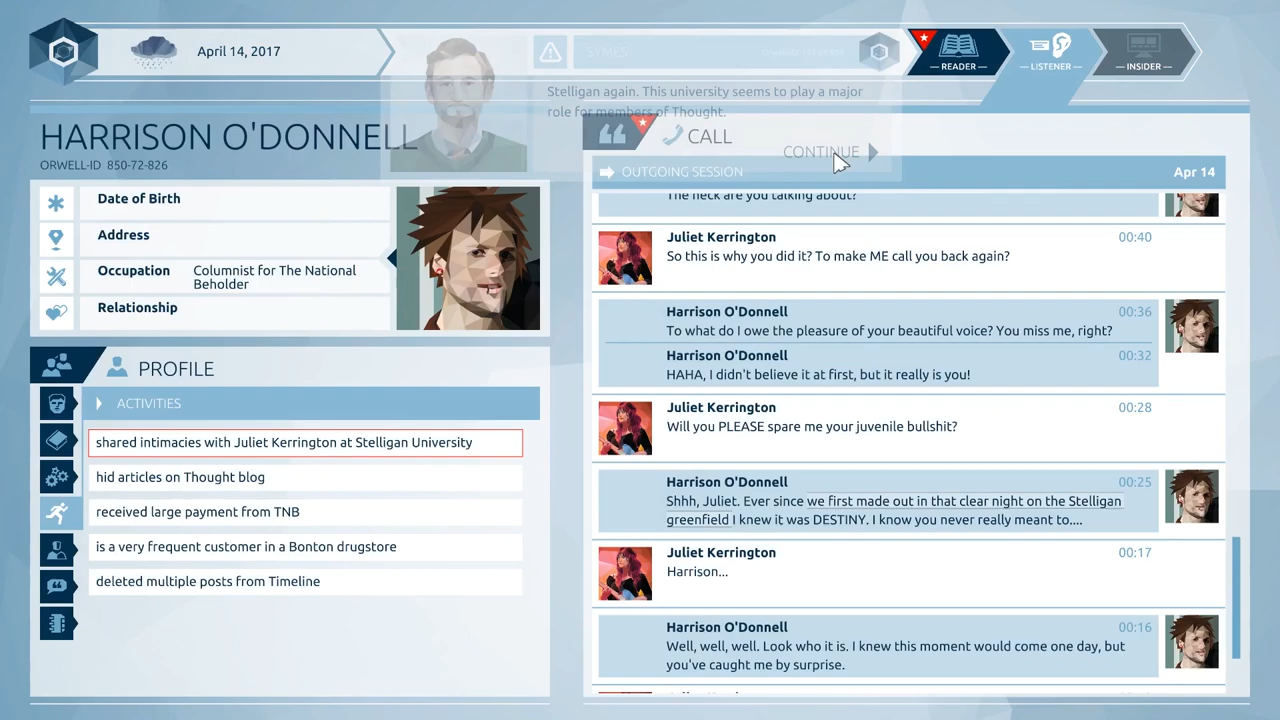 April 14, 2017
SYMES
Stelligan again. This university seems to play a major
role for members of Thought.
CONTINUE
READER
LISTENER
INSIDER
HARRISON O'DONNELL
ORWELL-ID 850-72-826
Date of Birth
Address
Occupation
Columnist for The National
Beholder
Relationship
PROFILE
ACTIVITIES
shared intimacies with Juliet Kerrington at Stelligan University
hid articles on Thought blog
received large payment from TNB
is a very frequent customer in a Bonton drugstore
deleted multiple posts from Timeline
CALL
OUTGOING SESSION
Apr 14
The heck are you talking about?
Juliet Kerrington
00:40
So this is why you did it? To make ME call you back again?
Harrison O'Donnell
00:36
To what do I owe the pleasure of your beautiful voice? You miss me, right?
Harrison O'Donnell
00:32
HAHA, I didn't believe it at first, but it really is you!
Juliet Kerrington
00:28
Will you PLEASE spare me your juvenile bullshit?
Harrison O'Donnell
00:25
Shhh, Juliet. Ever since we first made out in that clear night on the Stelligan
greenfield I knew it was DESTINY. I know you never really meant to....
Juliet Kerrington
00:17
Harrison...
Harrison O'Donnell
00:16
Well, well, well. Look who it is. I knew this moment would come one day, but
you've caught me by surprise.